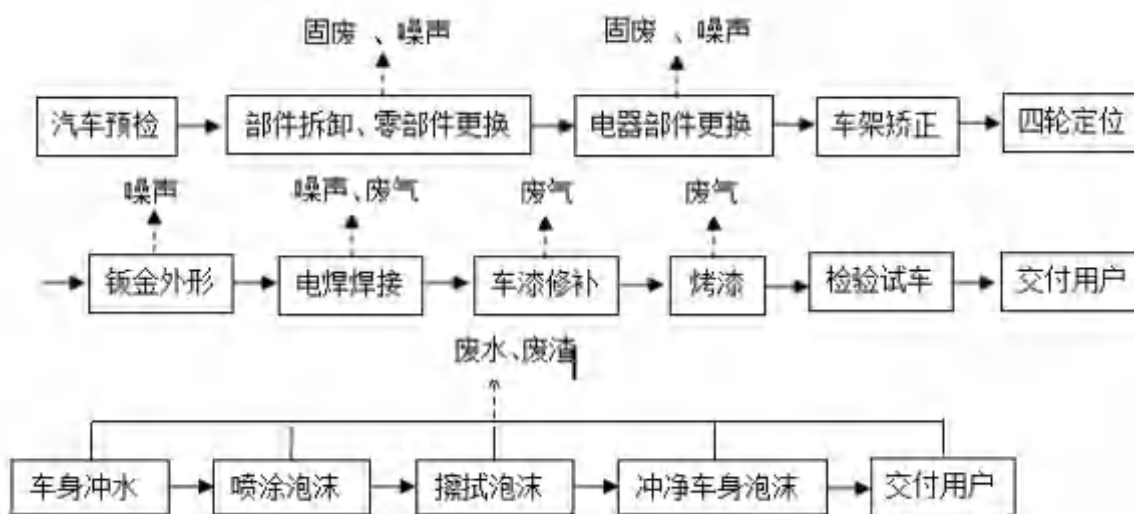 固废 、噪声 固废 、噪声
汽车预检 部件拆卸、零部件更换 电器部件更换 车架矫正 四轮定位
噪声 噪声、废气 废气 废气
钣金外形 电焊焊接 车漆修补 烤漆 检验试车 交付用户
废水、废渣
车身冲水 喷涂泡沫 擦拭泡沫 冲净车身泡沫 交付用户